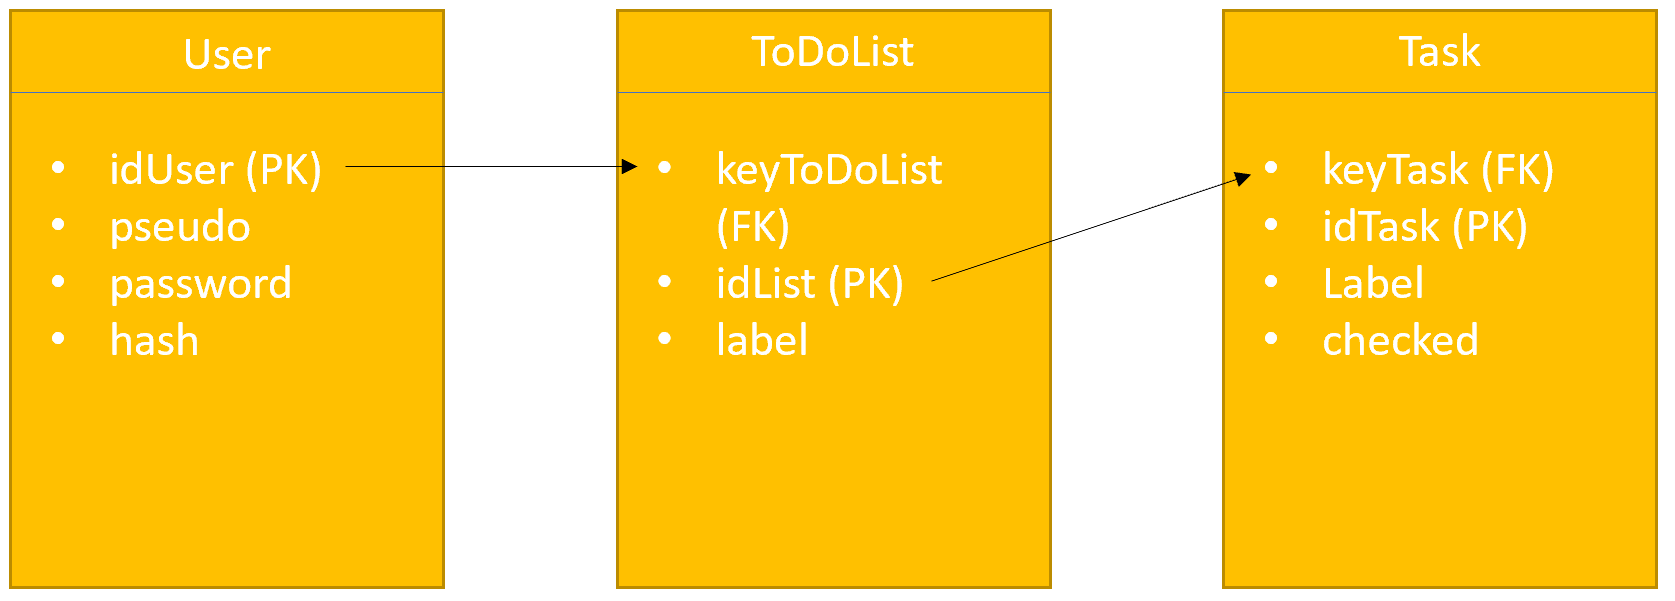 User
idUser (PK)
pseudo
password
hash
ToDoList
keyToDoList
(FK)
idList (PK)
label
Task
keyTask (FK)
idTask (PK)
Label
checked